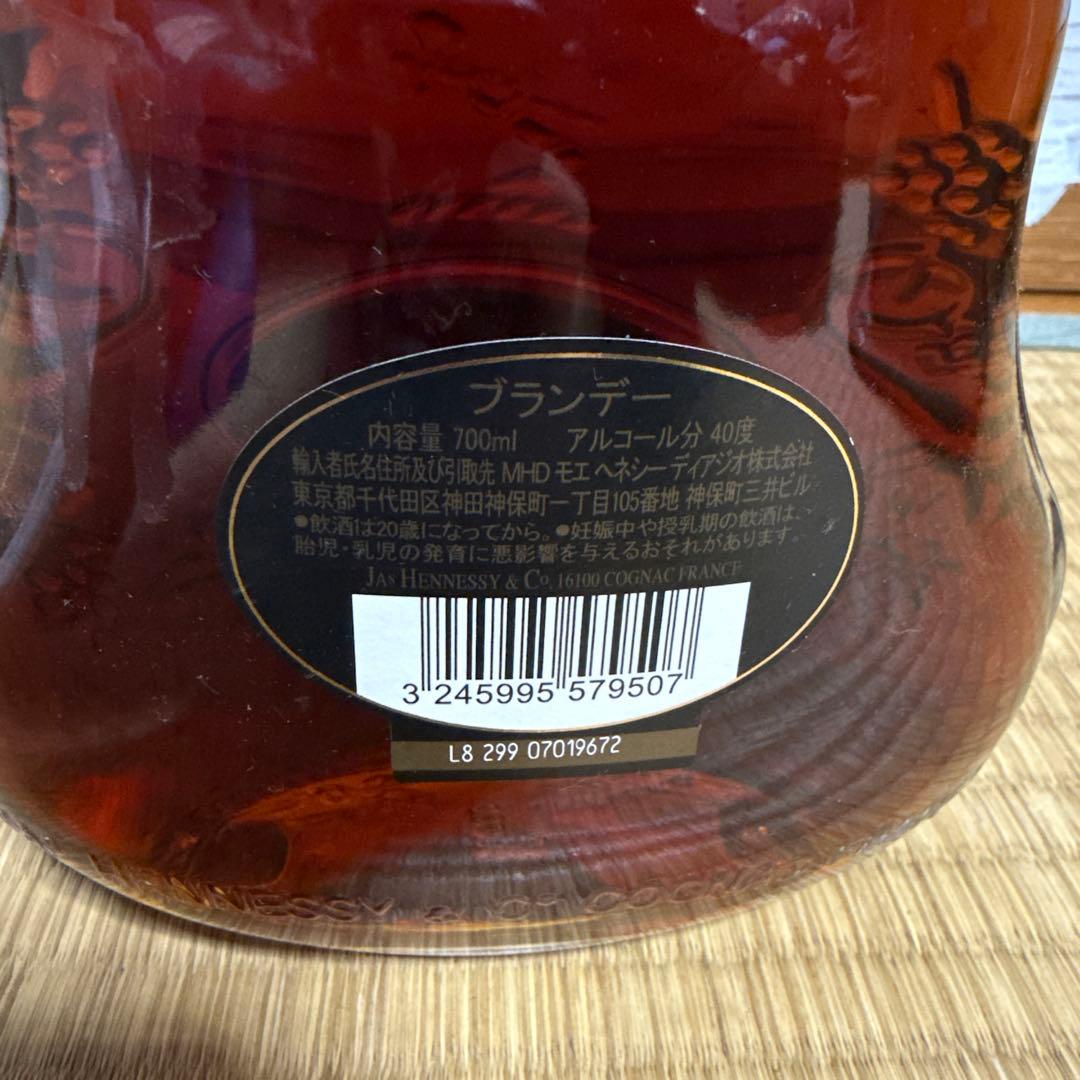 ブランデー
内容量 700ml アルコール分 40度
輸入者氏名住所及び引取先 MHD モエ ヘネシー ディアジオ株式会社
東京都千代田区神田神保町一丁目105番地 神保町三井ビル
●飲酒は20歳になってから。●妊娠中や授乳期の飲酒は、
胎児・乳児の発育に悪影響を与えるおそれがあります。
JAS HENNESSY & Co, 16100 COGNAC FRANCE
3 245995 579507
L8 299 07019672
HENNESSY & Co COGNAC